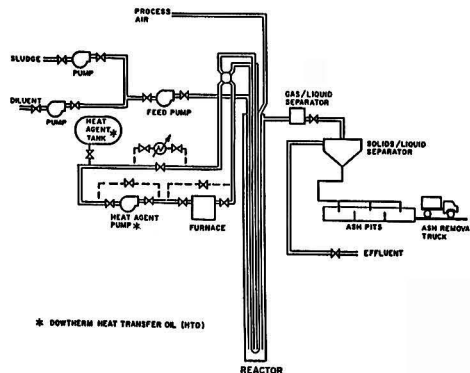 PROCESS
AIR
SLUDGE
PUMP
DILUENT
PUMP
FEED PUMP
HEAT
AGENT
TANK *
HEAT AGENT
PUMP *
FURNACE
GAS/LIQUID
SEPARATOR
SOLIDS/LIQUID
SEPARATOR
ASH PITS
ASH REMOVAL
TRUCK
EFFLUENT
* DOWTHERM HEAT TRANSFER OIL (HTO)
REACTOR